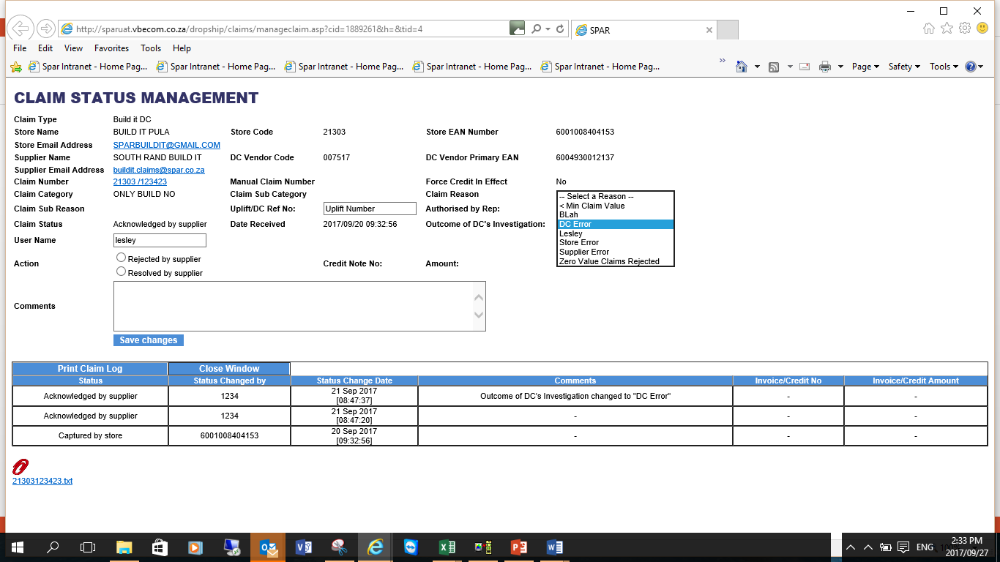 http://sparuat.vbecom.co.za/dropship/claims/manageclaim.asp?cid=1889261&h=&tid=4
SPAR
File Edit View Favorites Tools Help
Spar Intranet - Home Pag... Spar Intranet - Home Pag... Spar Intranet - Home Pag... Spar Intranet - Home Pag... Spar Intranet - Home Pag... » Page Safety Tools
CLAIM STATUS MANAGEMENT
Claim Type Build it DC
Store Name BUILD IT PULA Store Code 21303 Store EAN Number 6001008404153
Store Email Address SPARBUILDIT@GMAIL.COM
Supplier Name SOUTH RAND BUILD IT DC Vendor Code 007517 DC Vendor Primary EAN 6004930012137
Supplier Email Address buildit.claims@spar.co.za
Claim Number 21303 /123423 Manual Claim Number Force Credit In Effect No
Claim Category ONLY BUILD NO Claim Sub Category Claim Reason
Claim Sub Reason Uplift/DC Ref No: Uplift Number Authorised by Rep:
Claim Status Acknowledged by supplier Date Received 2017/09/20 09:32:56 Outcome of DC's Investigation:
-- Select a Reason --
< Min Claim Value
BLah
DC Error
Lesley
Store Error
Supplier Error
Zero Value Claims Rejected
User Name lesley
Action Rejected by supplier
Resolved by supplier
Credit Note No: Amount:
Comments
Save changes
Print Claim Log Close Window
Status Status Changed by Status Change Date Comments Invoice/Credit No Invoice/Credit Amount
Acknowledged by supplier 1234 21 Sep 2017 [08:47:37] Outcome of DC's Investigation changed to "DC Error" - -
Acknowledged by supplier 1234 21 Sep 2017 [08:47:20] - - -
Captured by store 6001008404153 20 Sep 2017 [09:32:56] - - -
21303123423.txt
ENG 2:33 PM
2017/09/27